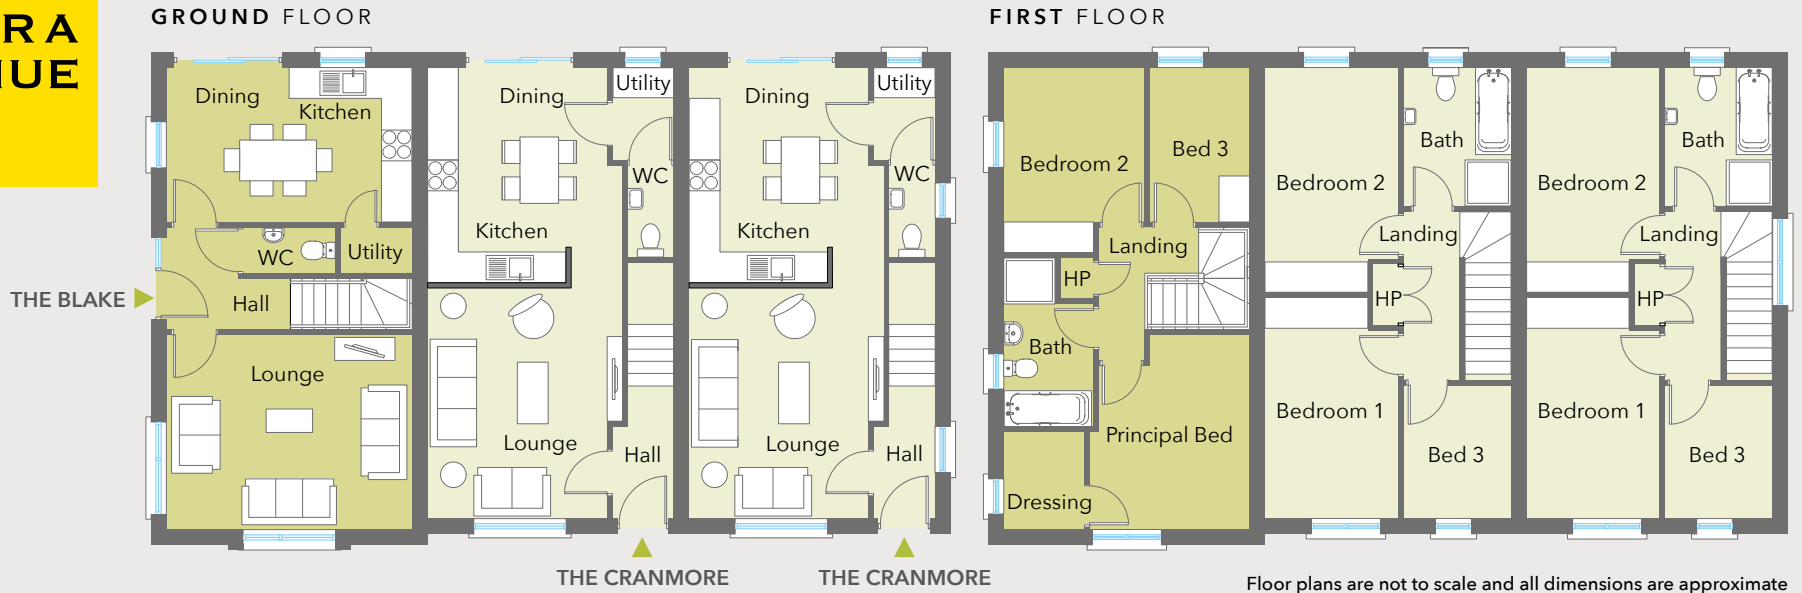 RA
NUE
GROUND FLOOR
FIRST FLOOR
Dining
Kitchen
WC
Utility
Hall
Lounge
THE BLAKE
Dining
Utility
WC
Kitchen
Lounge
Hall
THE CRANMORE
Dining
Utility
WC
Kitchen
Lounge
Hall
THE CRANMORE
Bedroom 2
Bed 3
Landing
HP
Bath
Principal Bed
Dressing
Bedroom 2
Bath
Landing
HP
Bedroom 1
Bed 3
Bedroom 2
Bath
Landing
HP
Bedroom 1
Bed 3
Floor plans are not to scale and all dimensions are approximate